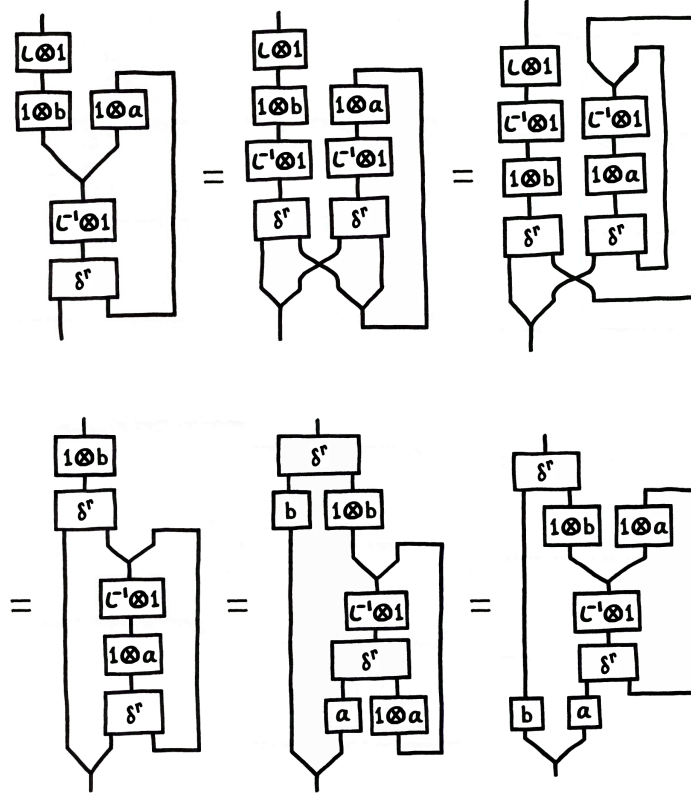 L⊗1
1⊗b 1⊗a
L⁻¹⊗1
δʳ
=
L⊗1
1⊗b 1⊗a
L⁻¹⊗1 L⁻¹⊗1
δʳ δʳ
=
L⊗1
L⁻¹⊗1 L⁻¹⊗1
1⊗b 1⊗a
δʳ δʳ
=
1⊗b
δʳ
L⁻¹⊗1
1⊗a
δʳ
=
δʳ
b 1⊗b
L⁻¹⊗1
δʳ
a 1⊗a
=
δʳ
1⊗b 1⊗a
L⁻¹⊗1
δʳ
b a